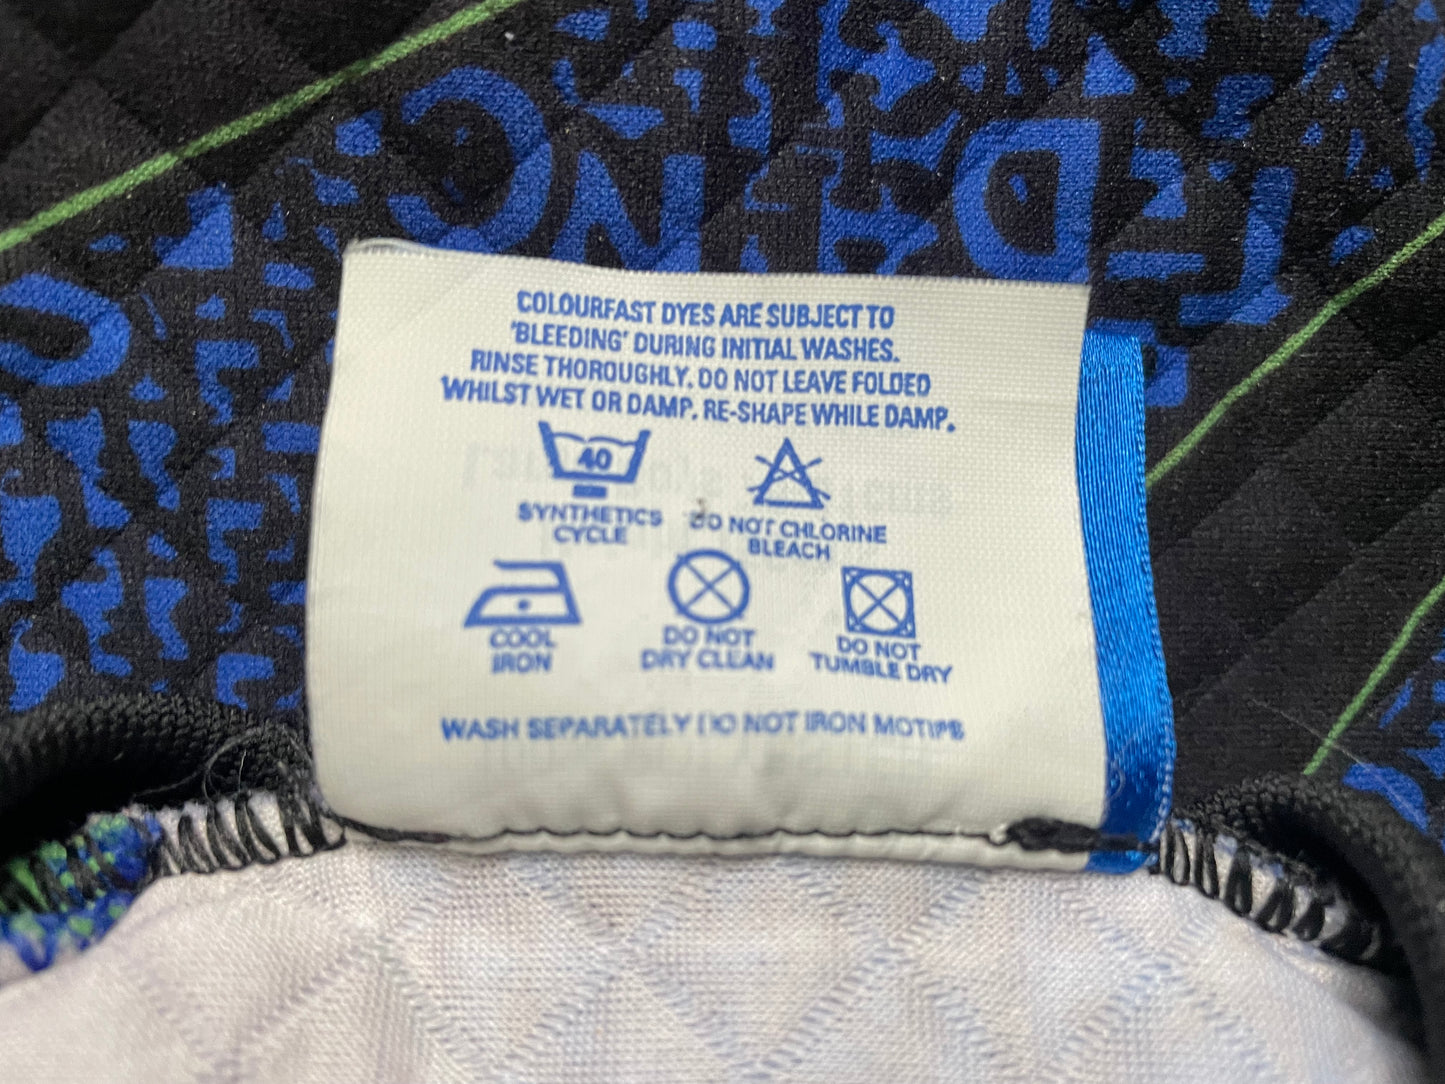 COLOURFAST DYES ARE SUBJECT TO
'BLEEDING' DURING INITIAL WASHES.
RINSE THOROUGHLY. DO NOT LEAVE FOLDED
WHILST WET OR DAMP. RE-SHAPE WHILE DAMP.
40
SYNTHETICS
CYCLE
DO NOT CHLORINE
BLEACH
COOL
IRON
DO NOT
DRY CLEAN
DO NOT
TUMBLE DRY
WASH SEPARATELY DO NOT IRON MOTIFS